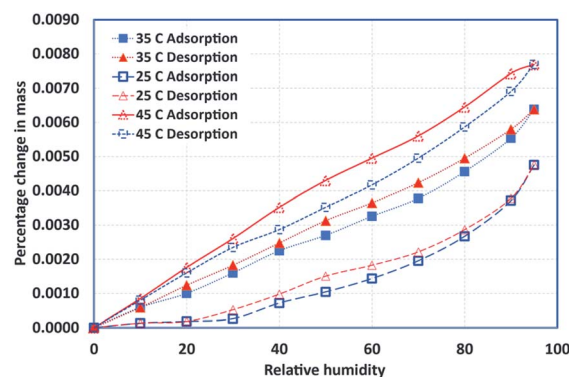 0.0090
0.0080
0.0070
0.0060
0.0050
0.0040
0.0030
0.0020
0.0010
0.0000
Percentage change in mass
35 C Adsorption
35 C Desorption
25 C Adsorption
25 C Desorption
45 C Adsorption
45 C Desorption
0 20 40 60 80 100
Relative humidity